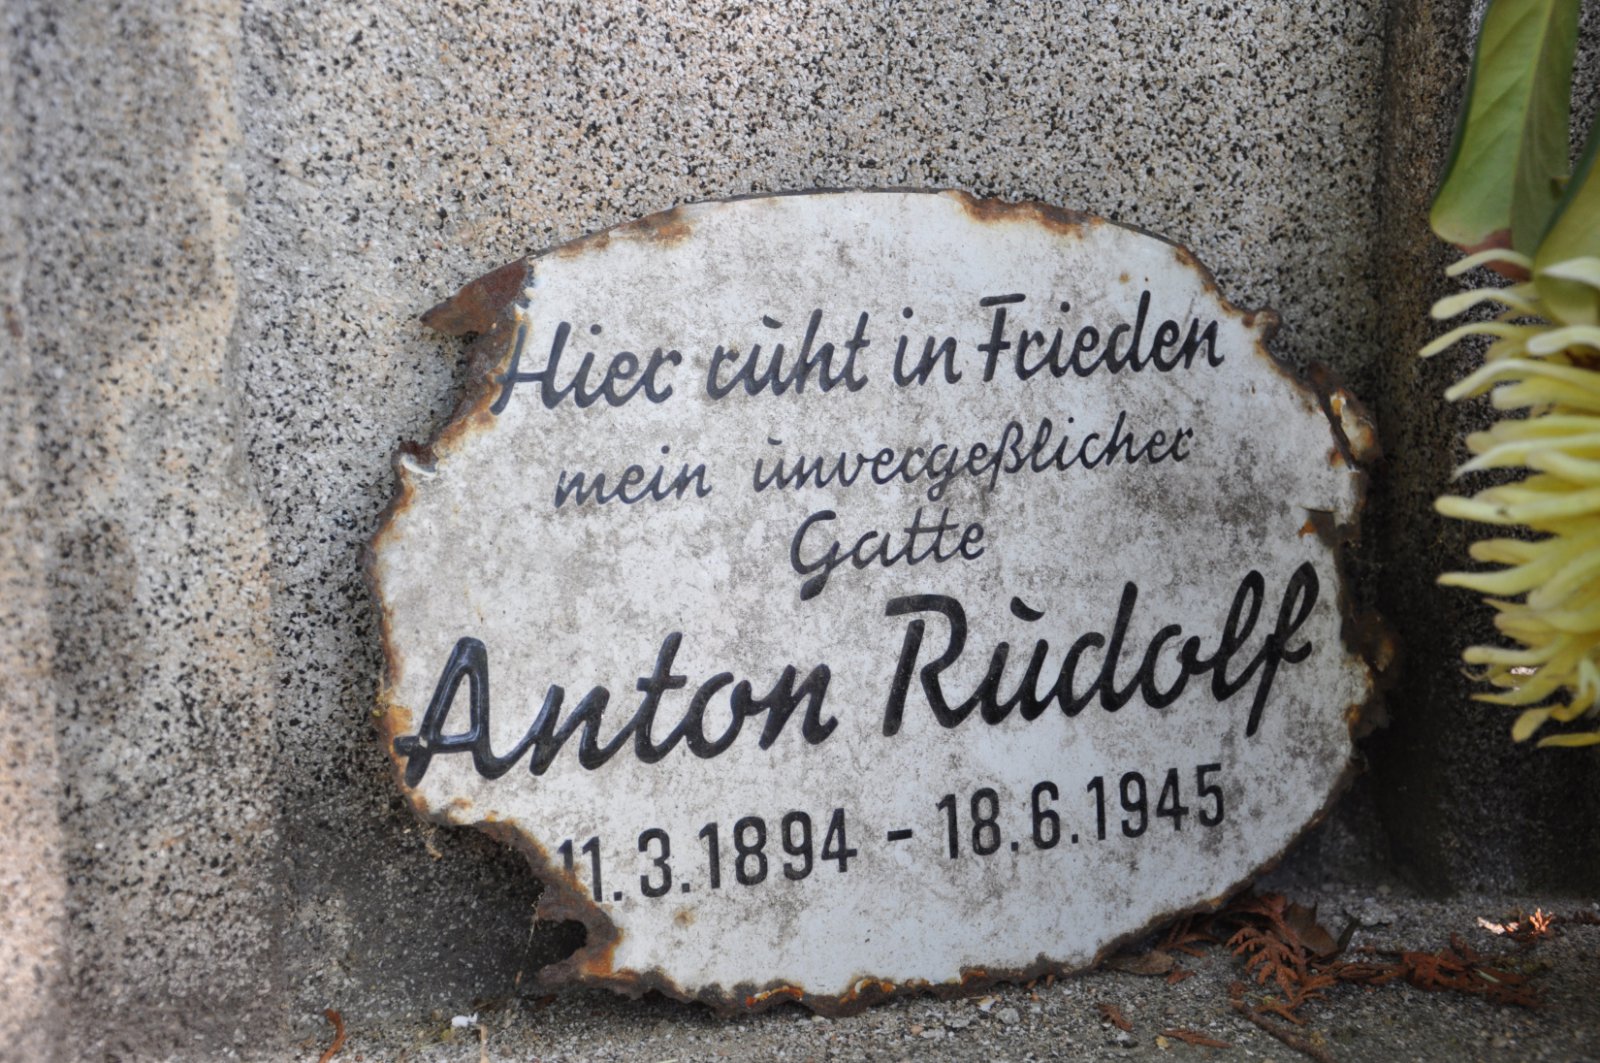 Hier ruht in Frieden
mein unvergeßlicher
Gatte
Anton Rudolf
11.3.1894 - 18.6.1945